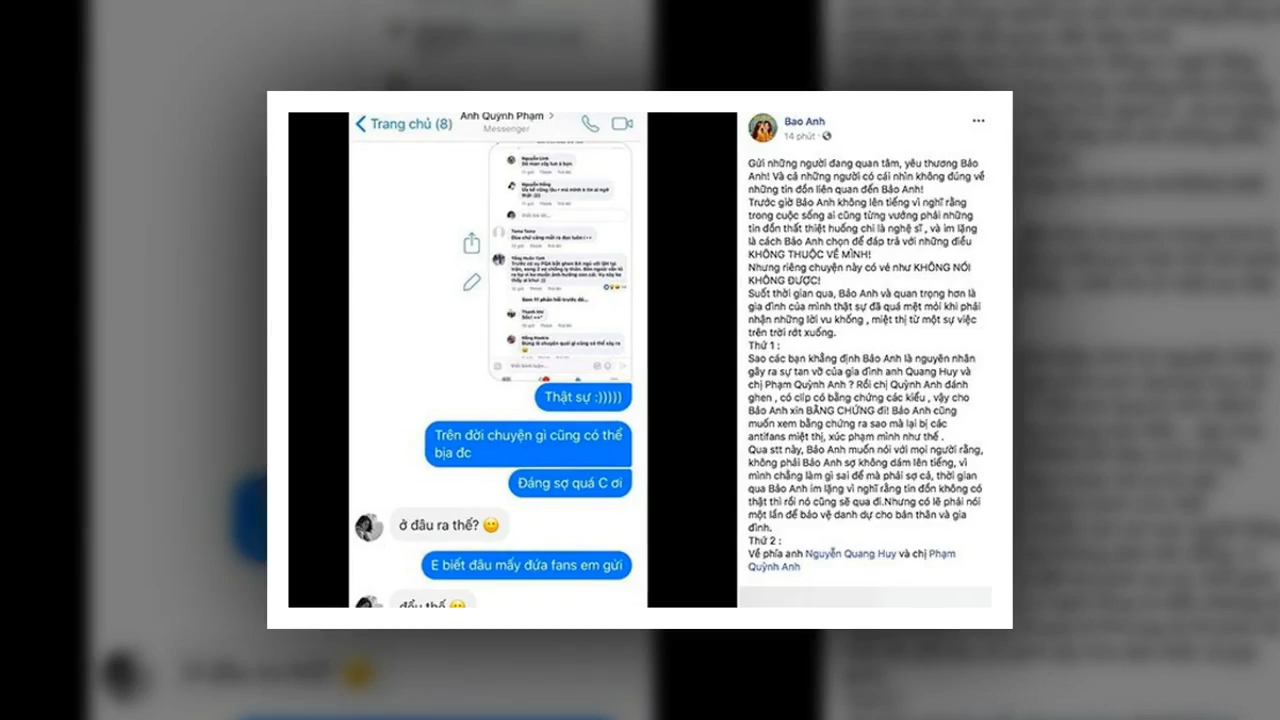 Trang chủ (8)
Anh Quỳnh Phạm
Messenger
Nguyễn Linh
Tổng Muôn Tịnh
Xem 11 phản hồi trước đó...
Thật sự :)))))
Trên đời chuyện gì cũng có thể
bịa đc
Đáng sợ quá C ơi
ở đâu ra thế? 🙂
E biết đâu mấy đứa fans em gửi
đấu thế 🙂
Bao Anh
14 phút
Gửi những người đang quan tâm, yêu thương Bảo
Anh! Và cả những người có cái nhìn không đúng về
những tin đồn liên quan đến Bảo Anh!
Trước giờ Bảo Anh không lên tiếng vì nghĩ rằng
trong cuộc sống ai cũng từng vướng phải những
tin đồn thất thiệt huống chi là nghệ sĩ , và im lặng
là cách Bảo Anh chọn để đáp trả với những điều
KHÔNG THUỘC VỀ MÌNH!
Nhưng riêng chuyện này có vẻ như KHÔNG NÓI
KHÔNG ĐƯỢC!
Suốt thời gian qua, Bảo Anh và quan trọng hơn là
gia đình của mình thật sự đã quá mệt mỏi khi phải
nhận những lời vu khống , miệt thị từ một sự việc
trên trời rớt xuống.
Thứ 1 :
Sao các bạn khẳng định Bảo Anh là nguyên nhân
gây ra sự tan vỡ của gia đình anh Quang Huy và
chị Phạm Quỳnh Anh ? Rồi chị Quỳnh Anh đánh
ghen , có clip có bằng chứng các kiểu , vậy cho
Bảo Anh xin BẰNG CHỨNG đi! Bảo Anh cũng
muốn xem bằng chứng ra sao mà lại bị các
antifans miệt thị, xúc phạm mình như thế .
Qua stt này, Bảo Anh muốn nói với mọi người rằng,
không phải Bảo Anh sợ không dám lên tiếng, vì
mình chẳng làm gì sai để mà phải sợ cả, thời gian
qua Bảo Anh im lặng vì nghĩ rằng tin đồn không có
thật thì rồi nó cũng sẽ qua đi.Nhưng có lẽ phải nói
một lần để bảo vệ danh dự cho bản thân và gia
đình.
Thứ 2 :
Về phía anh Nguyễn Quang Huy và chị Phạm
Quỳnh Anh